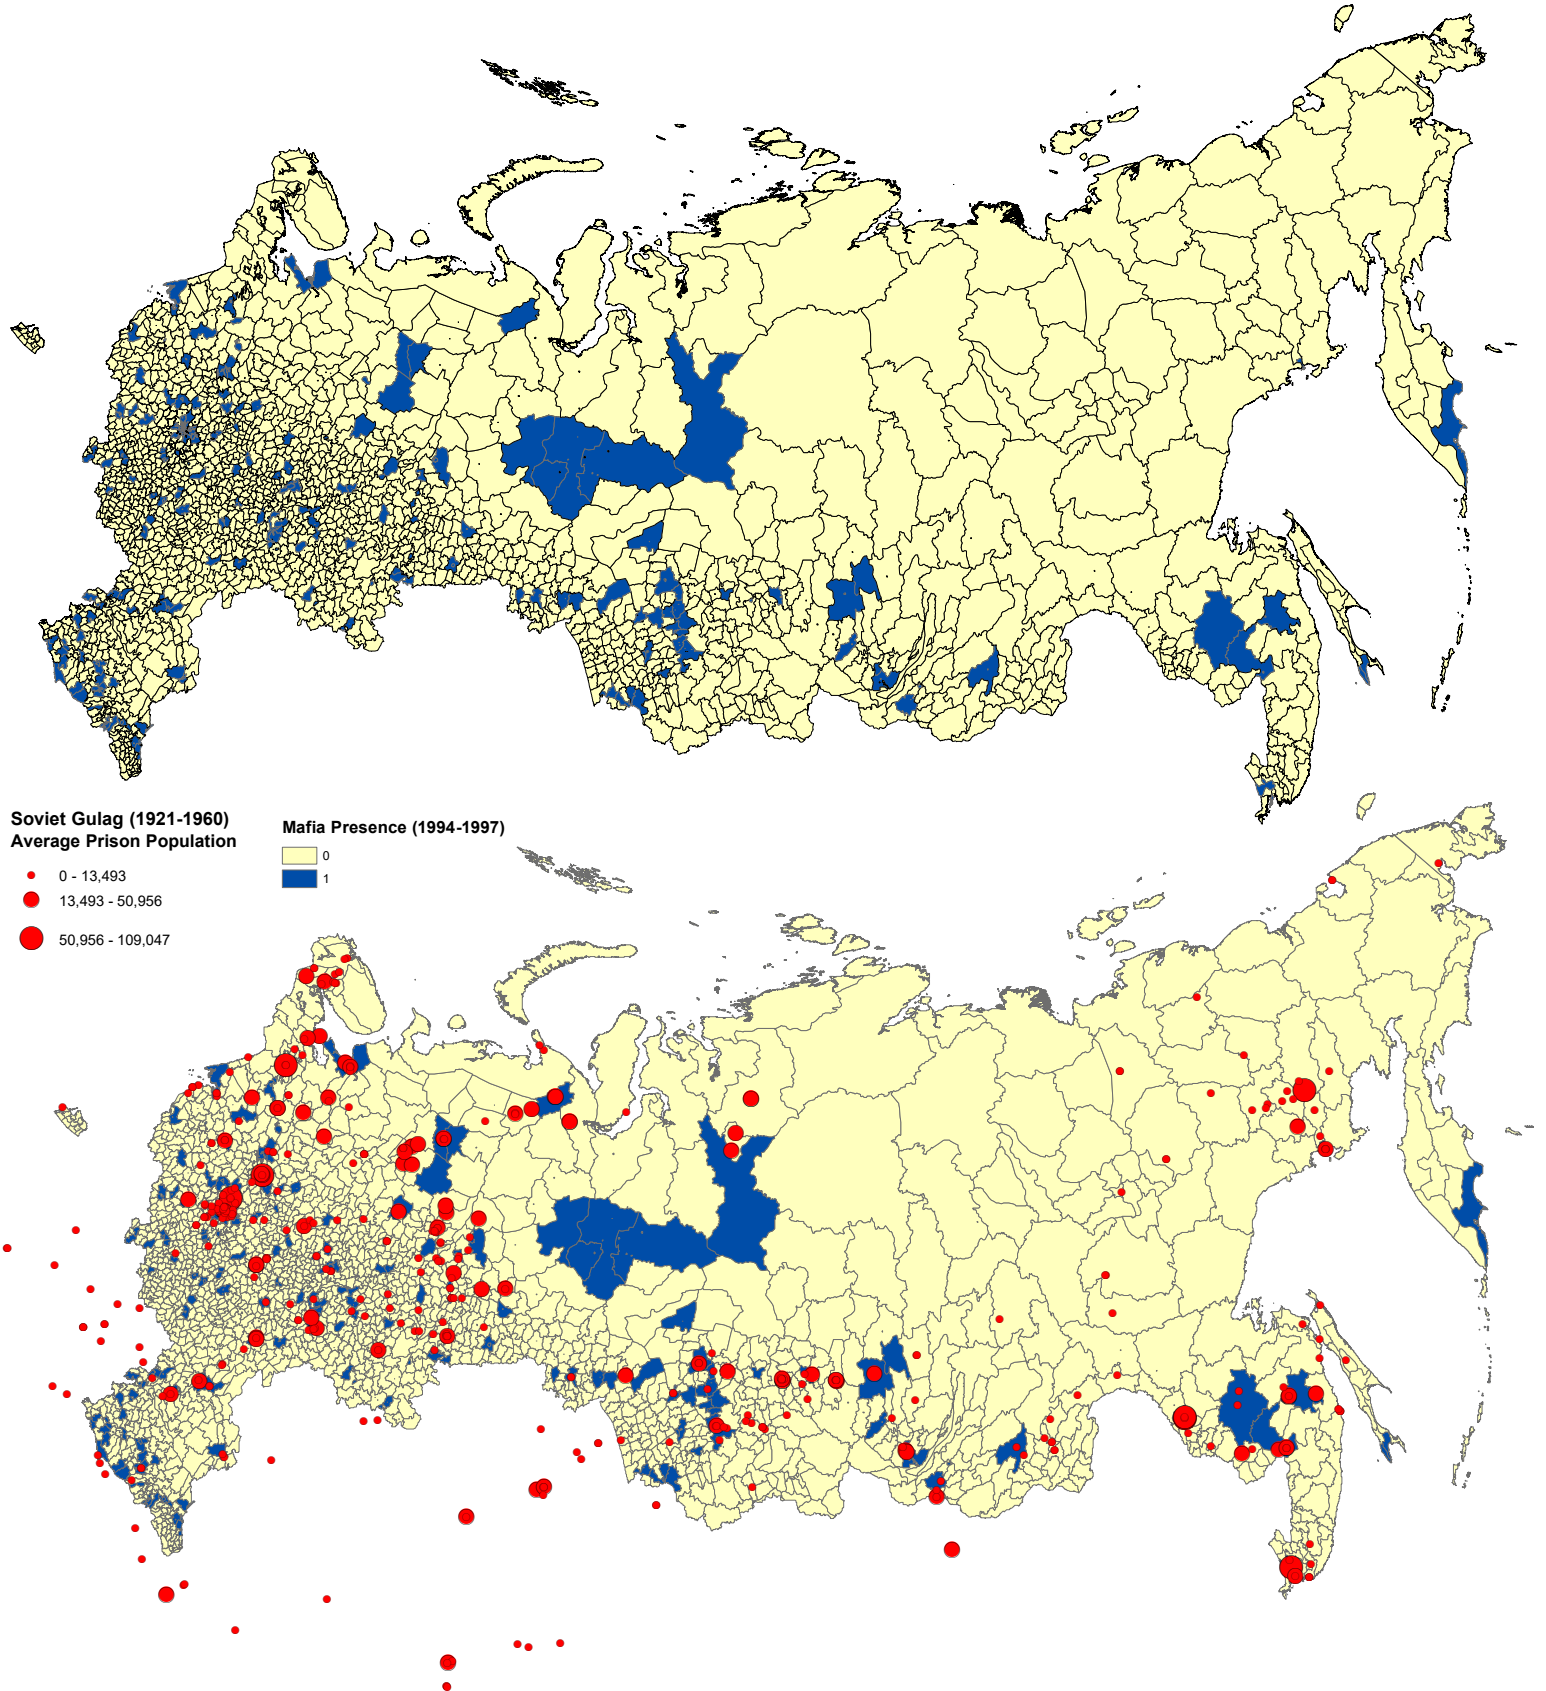 Soviet Gulag (1921-1960)
Average Prison Population
0 - 13,493
13,493 - 50,956
50,956 - 109,047
Mafia Presence (1994-1997)
0
1